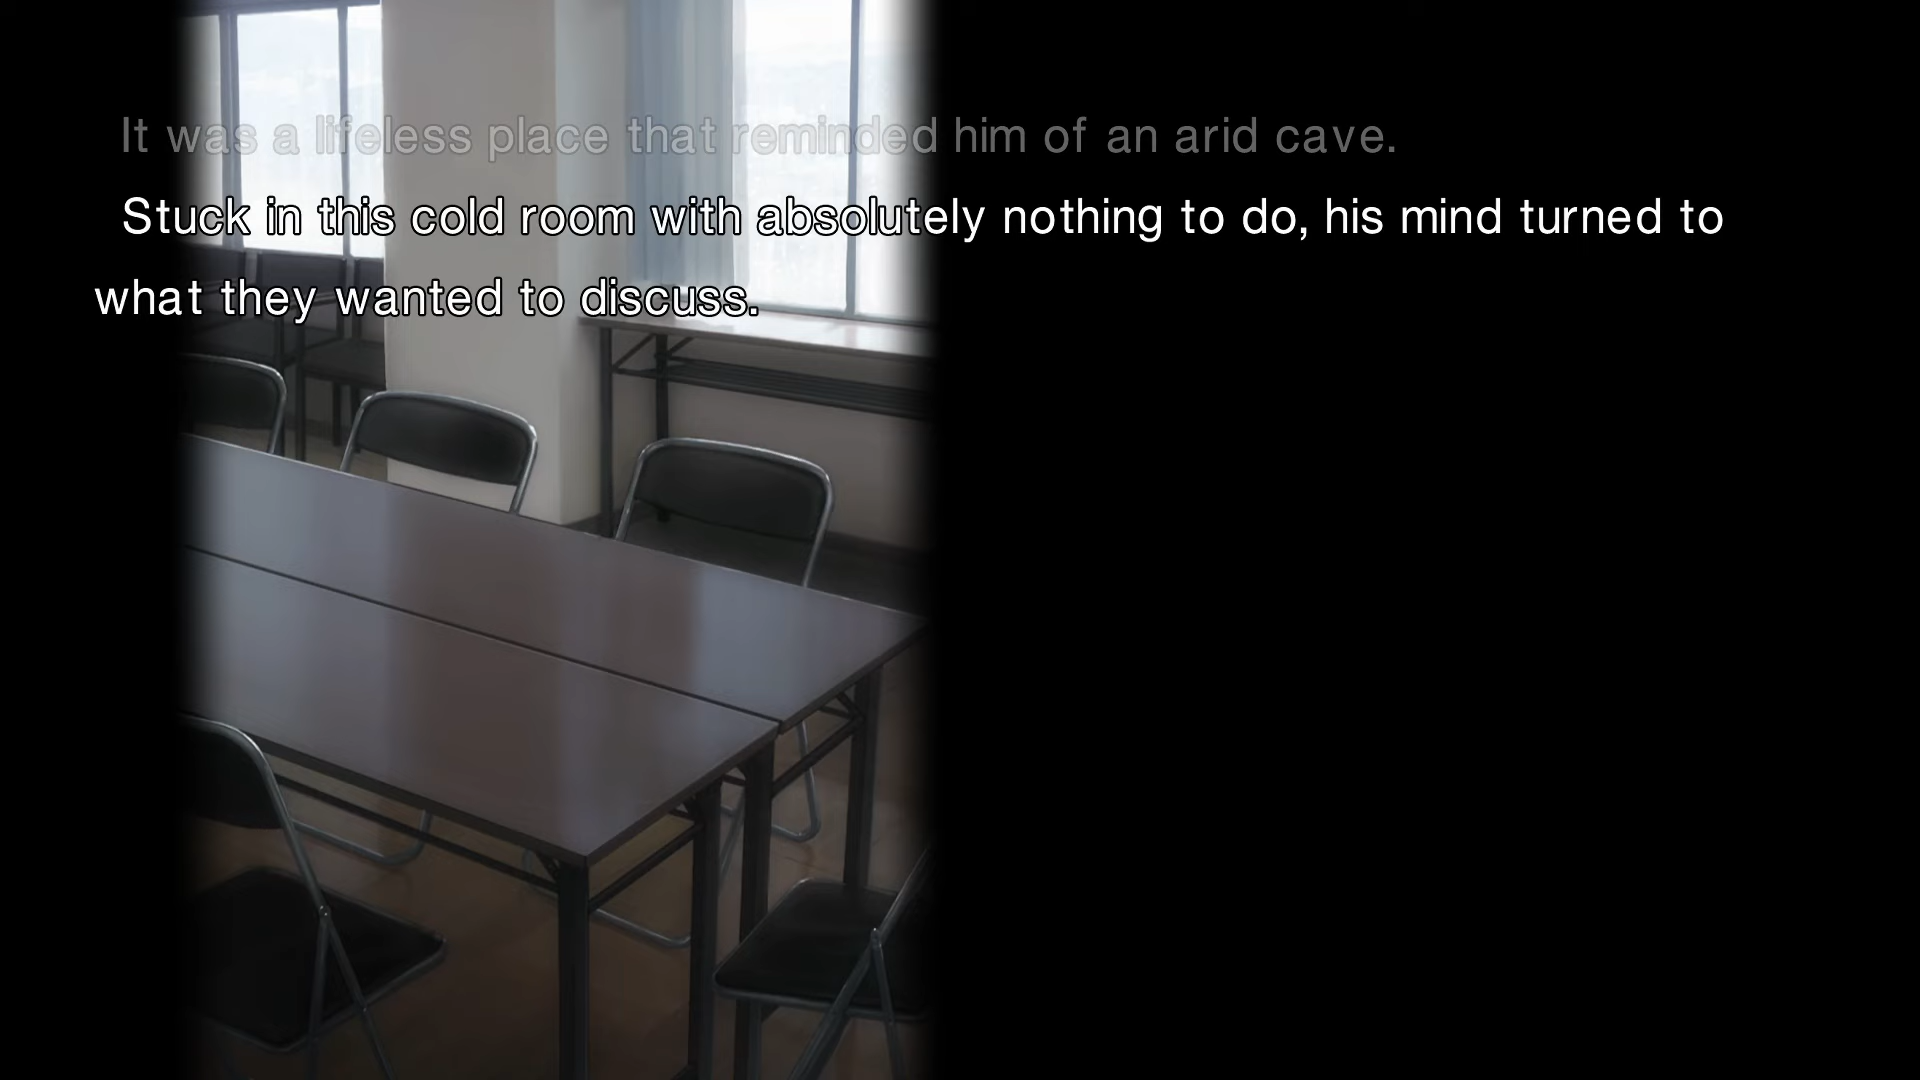 It was a lifeless place that reminded him of an arid cave.
Stuck in this cold room with absolutely nothing to do, his mind turned to
what they wanted to discuss.